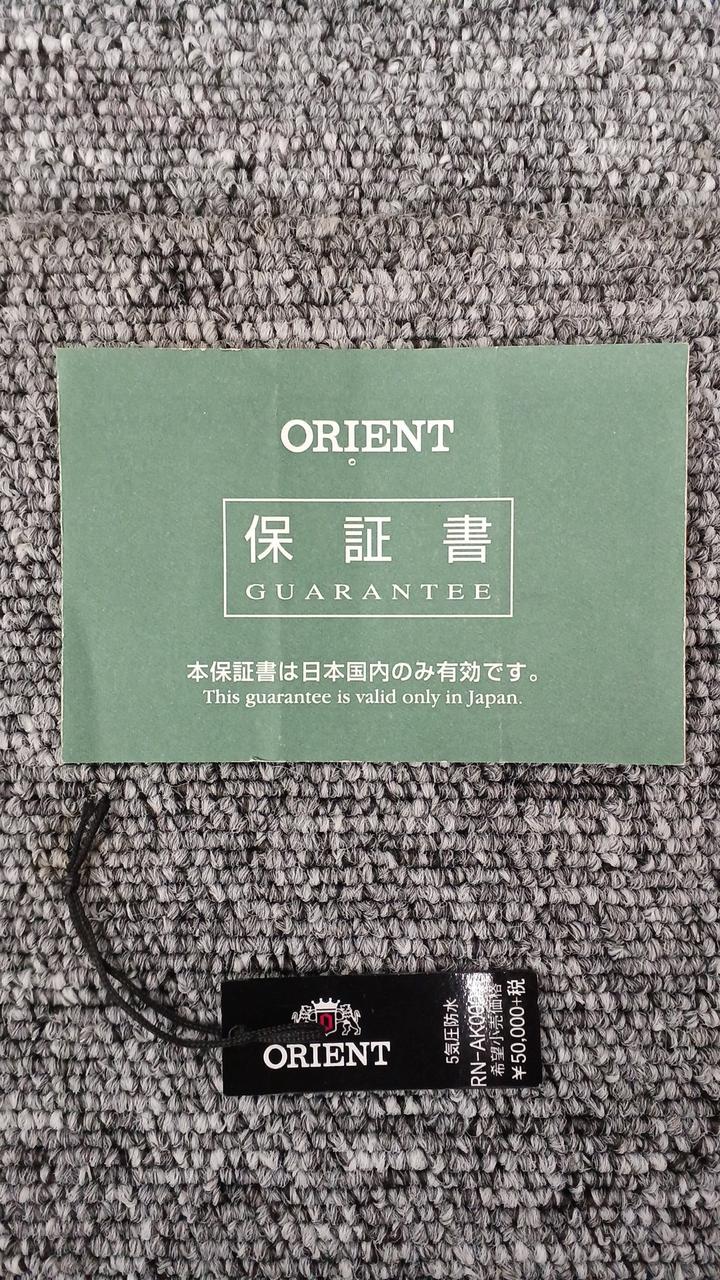 ORIENT
保証書
GUARANTEE
本保証書は日本国内のみ有効です。
This guarantee is valid only in Japan.
ORIENT
5気圧防水
希望小売価格
¥50,000+税